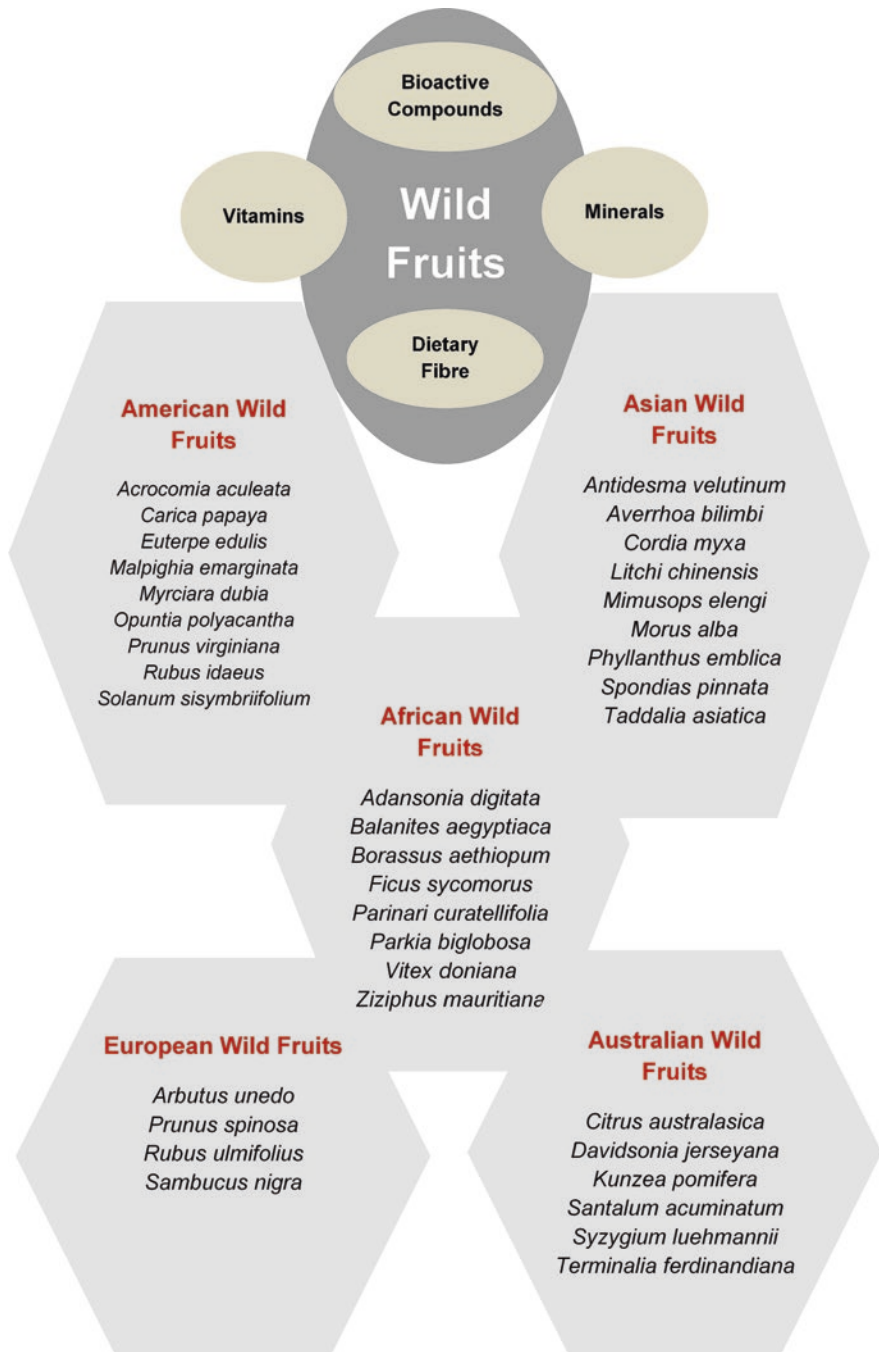 Bioactive
Compounds
Vitamins
Wild
Fruits
Minerals
Dietary
Fibre
American Wild
Fruits
Acrocomia aculeata
Carica papaya
Euterpe edulis
Malpighia emarginata
Myrciara dubia
Opuntia polyacantha
Prunus virginiana
Rubus idaeus
Solanum sisymbriifolium
Asian Wild
Fruits
Antidesma velutinum
Averrhoa bilimbi
Cordia myxa
Litchi chinensis
Mimusops elengi
Morus alba
Phyllanthus emblica
Spondias pinnata
Taddalia asiatica
African Wild
Fruits
Adansonia digitata
Balanites aegyptiaca
Borassus aethiopum
Ficus sycomorus
Parinari curatellifolia
Parkia biglobosa
Vitex doniana
Ziziphus mauritiana
European Wild Fruits
Arbutus unedo
Prunus spinosa
Rubus ulmifolius
Sambucus nigra
Australian Wild
Fruits
Citrus australasica
Davidsonia jerseyana
Kunzea pomifera
Santalum acuminatum
Syzygium luehmannii
Terminalia ferdinandiana